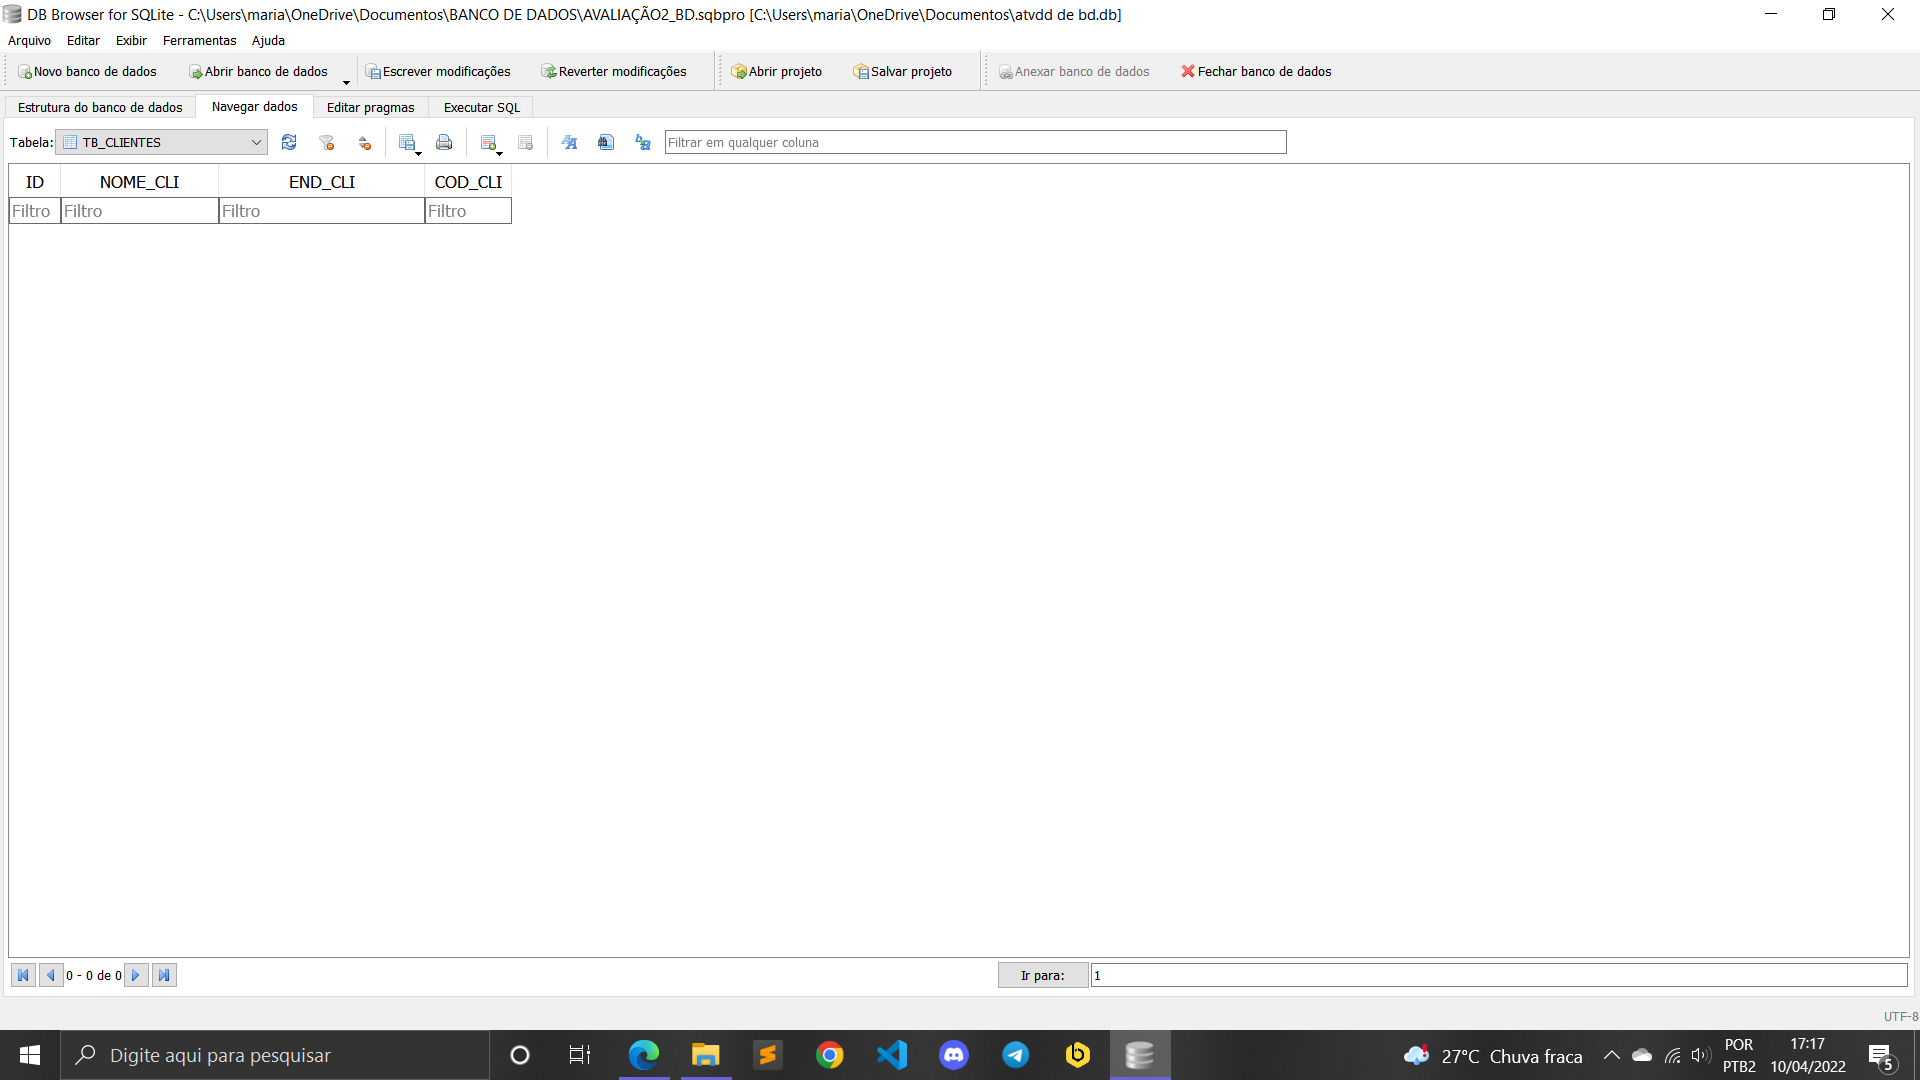 DB Browser for SQLite - C:\Users\maria\OneDrive\Documentos\BANCO DE DADOS\AVALIAÇÃO2_BD.sqbpro [C:\Users\maria\OneDrive\Documentos\atvdd de bd.db]
Arquivo Editar Exibir Ferramentas Ajuda
Novo banco de dados Abrir banco de dados Escrever modificações Reverter modificações Abrir projeto Salvar projeto Anexar banco de dados Fechar banco de dados
Estrutura do banco de dados Navegar dados Editar pragmas Executar SQL
Tabela: TB_CLIENTES Filtrar em qualquer coluna
ID NOME_CLI END_CLI COD_CLI
Filtro Filtro Filtro Filtro
0 - 0 de 0 Ir para: 1
UTF-8
Digite aqui para pesquisar 27°C Chuva fraca POR 17:17
PTB2 10/04/2022 5